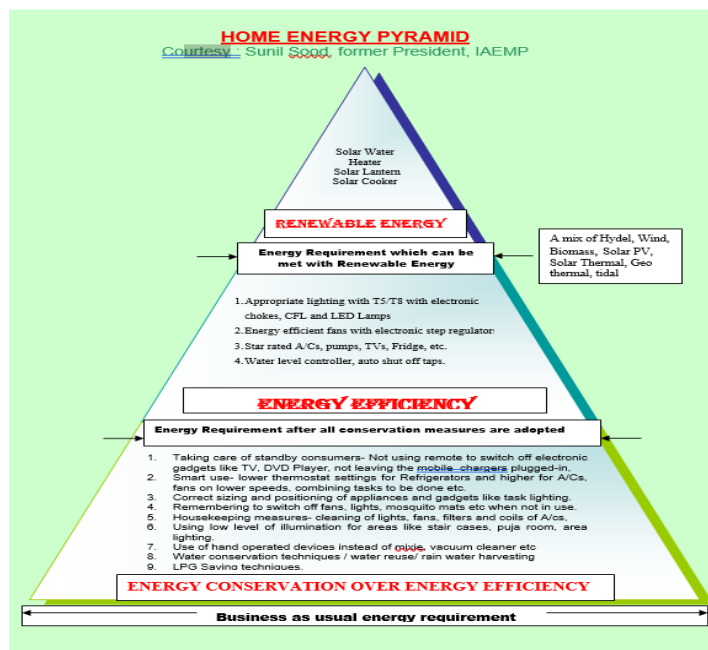 HOME ENERGY PYRAMID
Courtesy : Sunil Sood, former President, IAEMP
Solar Water
Heater
Solar Lantern
Solar Cooker
RENEWABLE ENERGY
Energy Requirement which can be
met with Renewable Energy
A mix of Hydel, Wind,
Biomass, Solar PV,
Solar Thermal, Geo
thermal, tidal
1. Appropriate lighting with T5/T8 with electronic
chokes, CFL and LED Lamps
2. Energy efficient fans with electronic step regulators
3. Star rated A/Cs, pumps, TVs, Fridge, etc.
4. Water level controller, auto shut off taps.
ENERGY EFFICIENCY
Energy Requirement after all conservation measures are adopted
1. Taking care of standby consumers- Not using remote to switch off electronic
gadgets like TV, DVD Player, not leaving the mobile chargers plugged-in.
2. Smart use- lower thermostat settings for Refrigerators and higher for A/Cs,
fans on lower speeds, combining tasks to be done etc.
3. Correct sizing and positioning of appliances and gadgets like task lighting.
4. Remembering to switch off fans, lights, mosquito mats etc when not in use.
5. Housekeeping measures- cleaning of lights, fans, filters and coils of A/cs,
6. Using low level of illumination for areas like stair cases, puja room, area
lighting.
7. Use of hand operated devices instead of mixie, vacuum cleaner etc
8. Water conservation techniques / water reuse/ rain water harvesting
9. LPG Saving techniques.
ENERGY CONSERVATION OVER ENERGY EFFICIENCY
Business as usual energy requirement